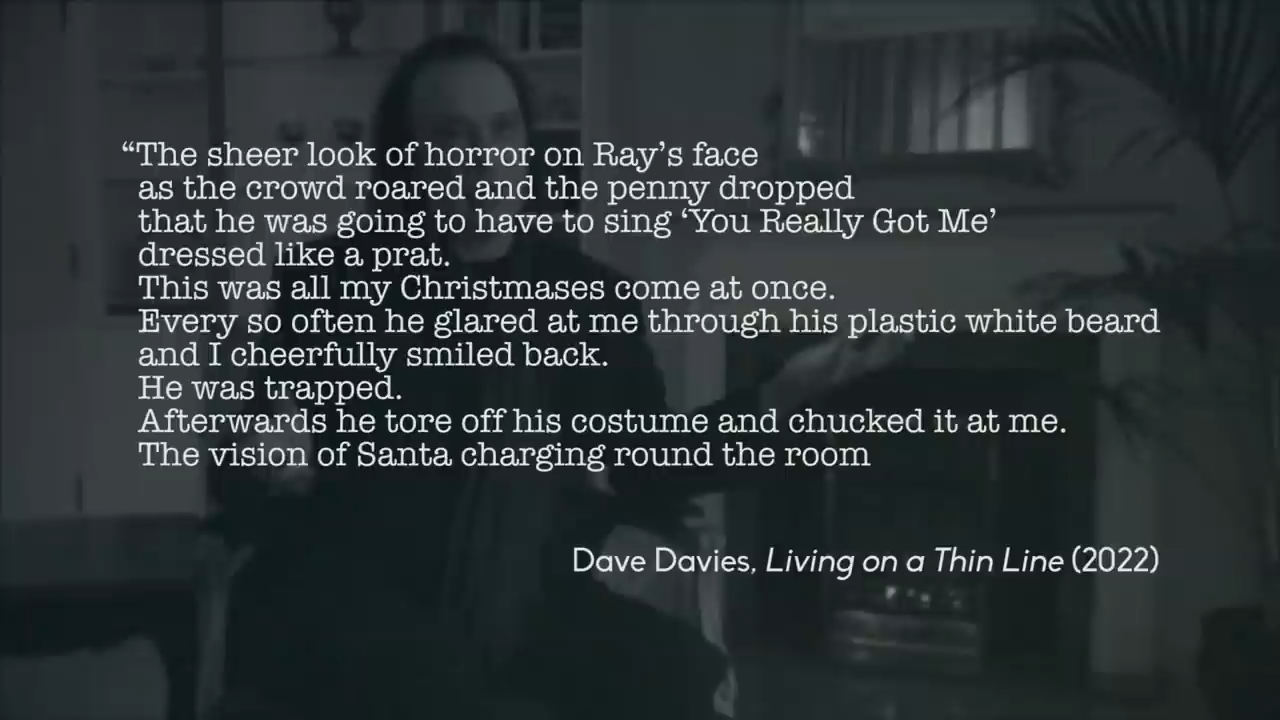 “The sheer look of horror on Ray’s face
as the crowd roared and the penny dropped
that he was going to have to sing ‘You Really Got Me’
dressed like a prat.
This was all my Christmases come at once.
Every so often he glared at me through his plastic white beard
and I cheerfully smiled back.
He was trapped.
Afterwards he tore off his costume and chucked it at me.
The vision of Santa charging round the room
Dave Davies, Living on a Thin Line (2022)